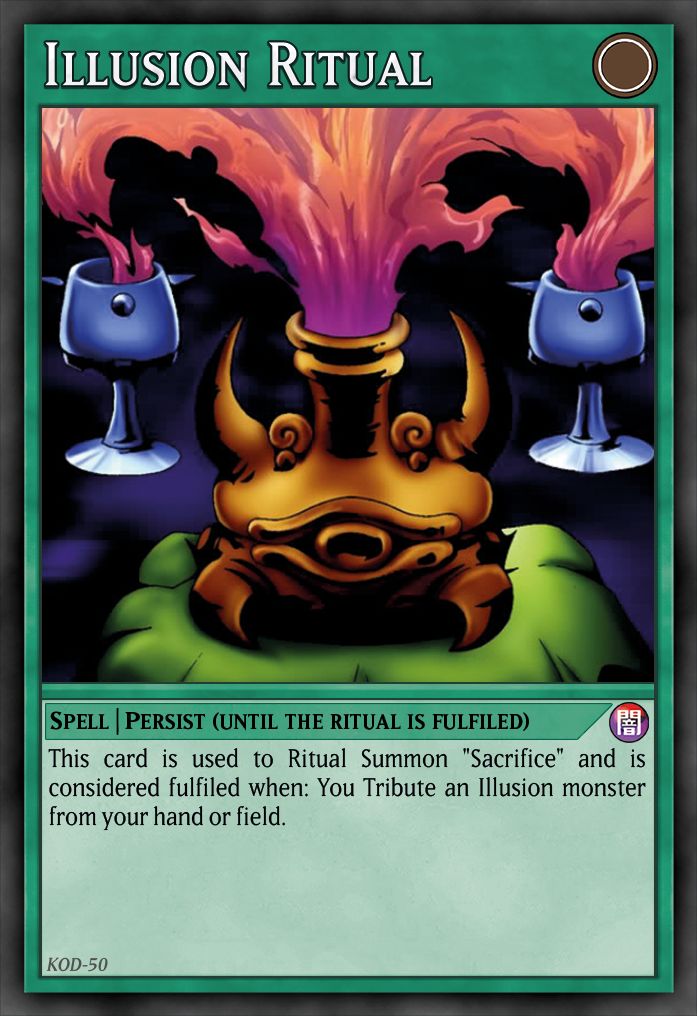 Illusion Ritual
Spell | Persist (until the ritual is fulfiled)
闇
This card is used to Ritual Summon "Sacrifice" and is
considered fulfiled when: You Tribute an Illusion monster
from your hand or field.
KOD-50